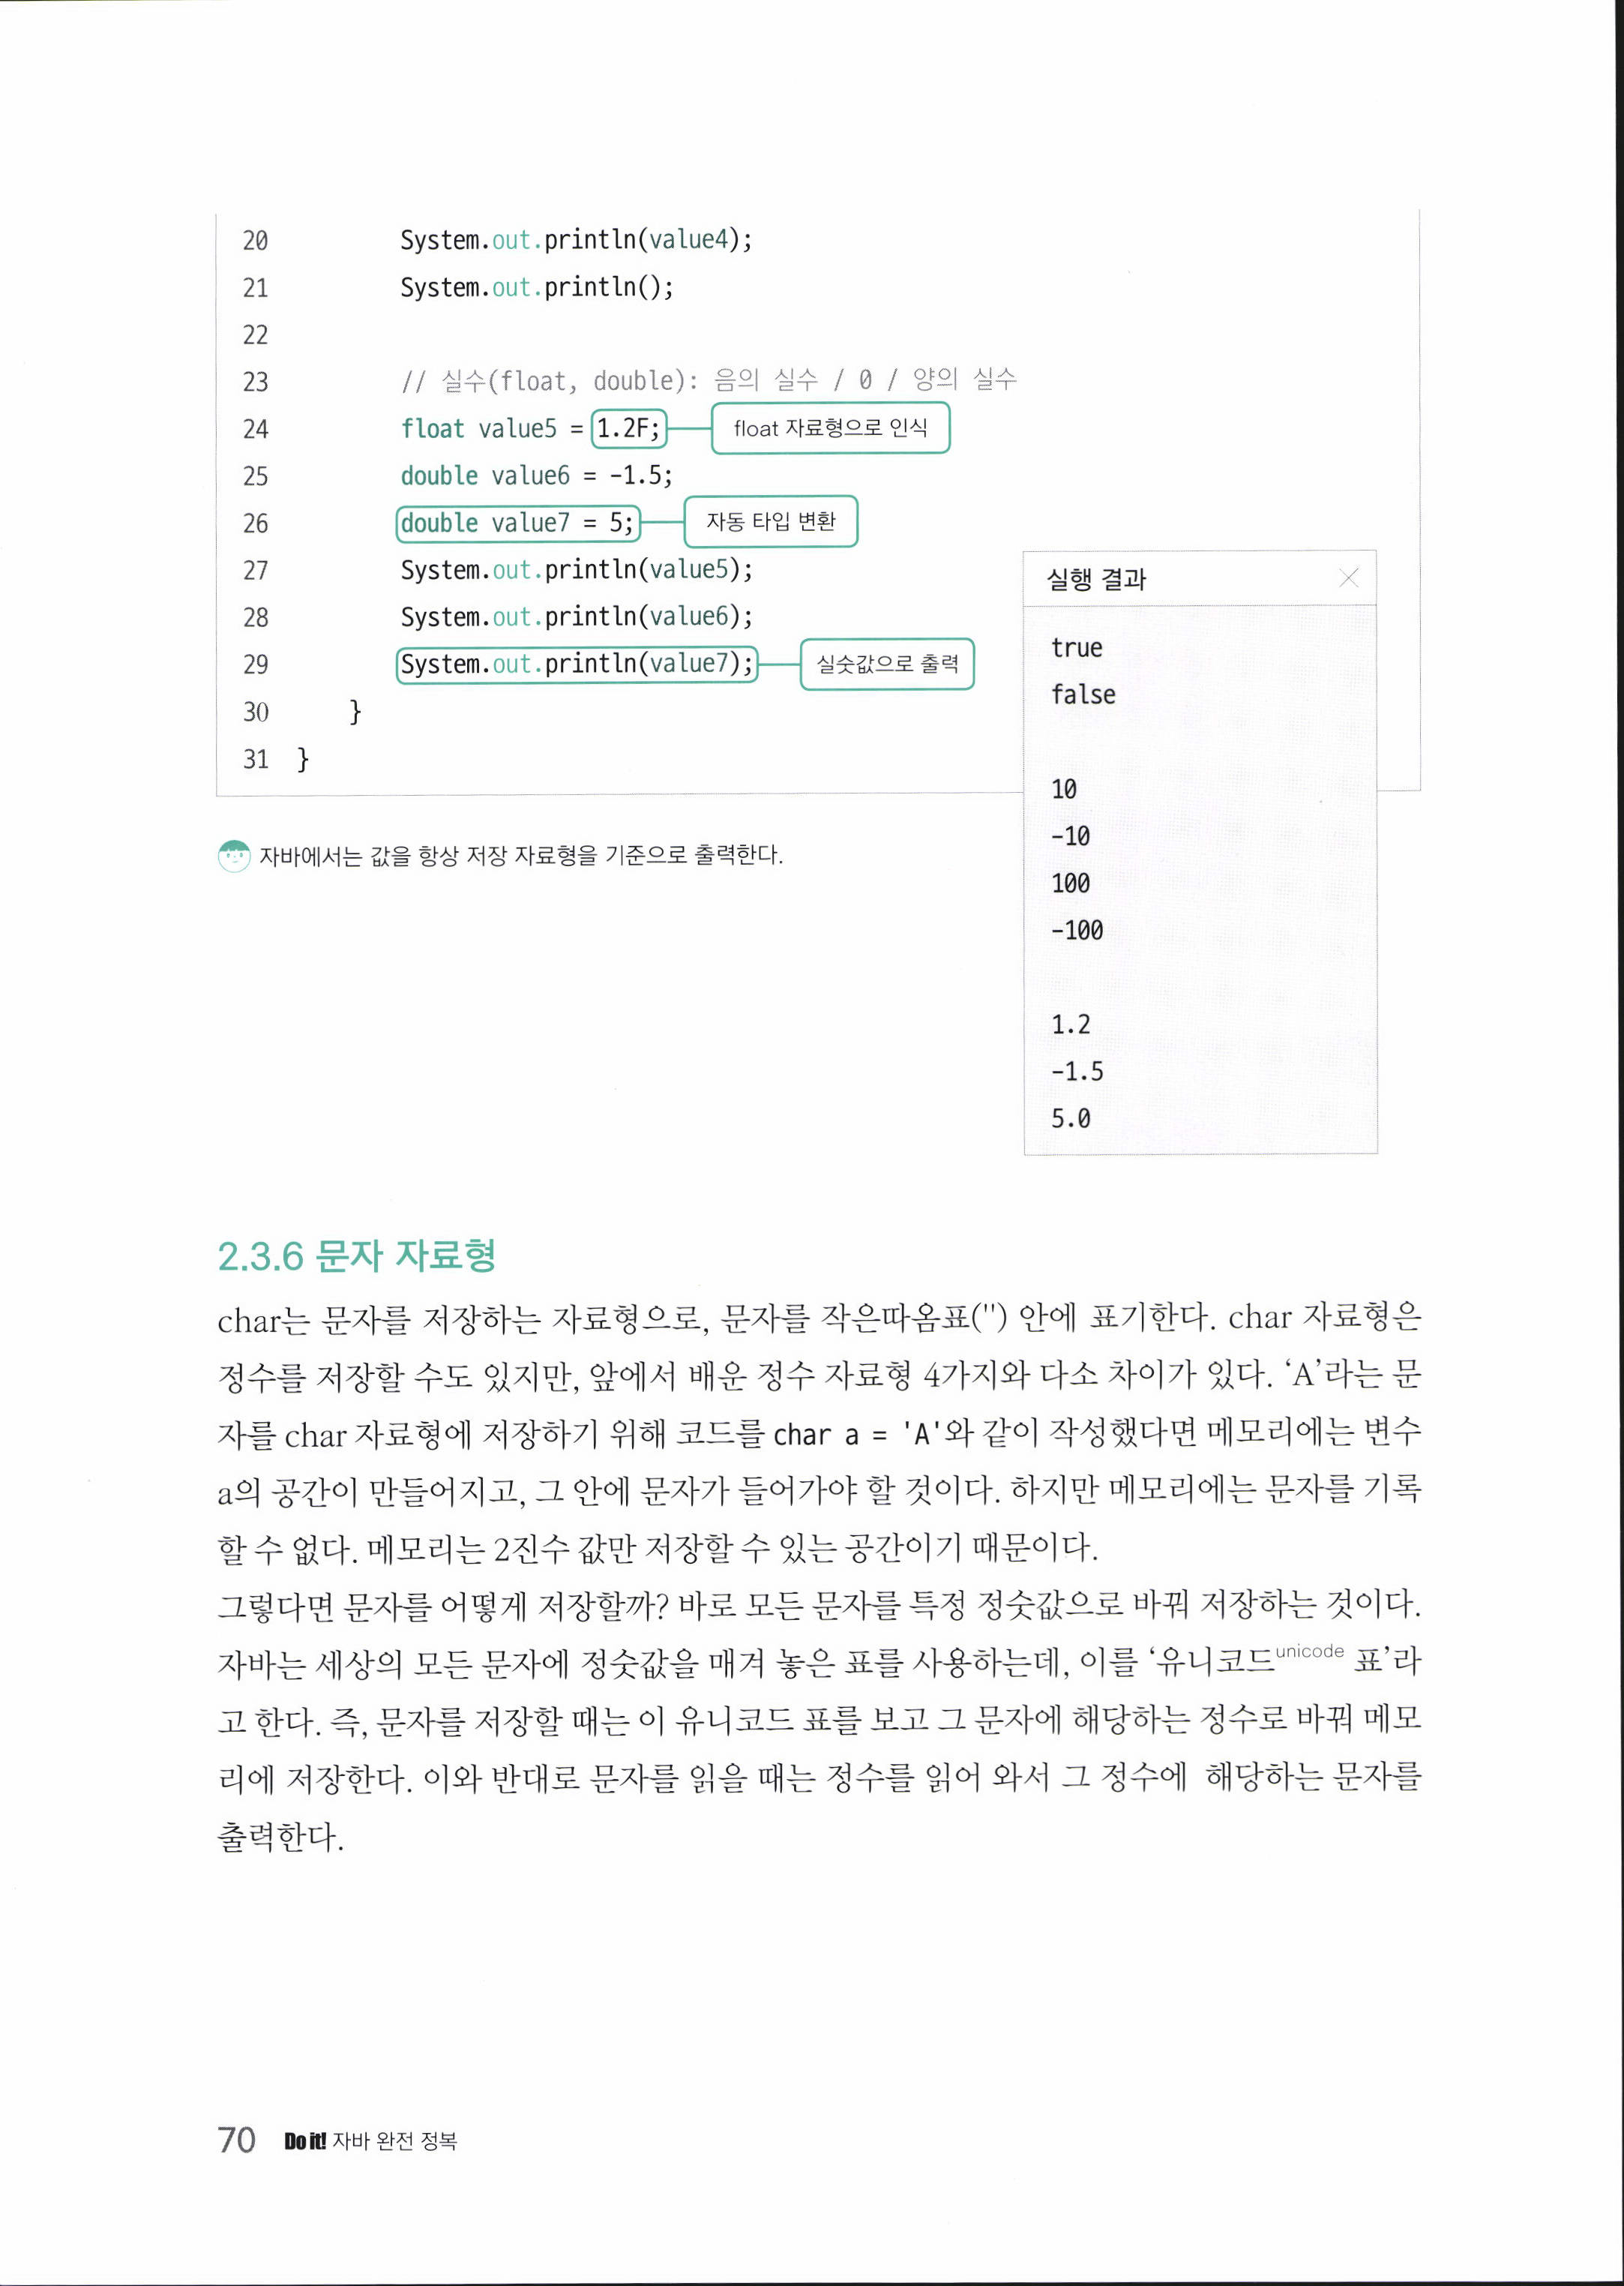 20 System.out.println(value4);
21 System.out.println();
22
23 // 실수(float, double): 음의 실수 / 0 / 양의 실수
24 float value5 = 1.2F; float 자료형으로 인식
25 double value6 = -1.5;
26 double value7 = 5; 자동 타입 변환
27 System.out.println(value5);
28 System.out.println(value6);
29 System.out.println(value7); 실숫값으로 출력
30 }
31 }
실행 결과
true
false
10
-10
100
-100
1.2
-1.5
5.0
자바에서는 값을 항상 저장 자료형을 기준으로 출력한다.
2.3.6 문자 자료형
char는 문자를 저장하는 자료형으로, 문자를 작은따옴표('') 안에 표기한다. char 자료형은
정수를 저장할 수도 있지만, 앞에서 배운 정수 자료형 4가지와 다소 차이가 있다. ‘A’라는 문
자를 char 자료형에 저장하기 위해 코드를 char a = 'A'와 같이 작성했다면 메모리에는 변수
a의 공간이 만들어지고, 그 안에 문자가 들어가야 할 것이다. 하지만 메모리에는 문자를 기록
할 수 없다. 메모리는 2진수 값만 저장할 수 있는 공간이기 때문이다.
그렇다면 문자를 어떻게 저장할까? 바로 모든 문자를 특정 정숫값으로 바꿔 저장하는 것이다.
자바는 세상의 모든 문자에 정숫값을 매겨 놓은 표를 사용하는데, 이를 ‘유니코드unicode 표’라
고 한다. 즉, 문자를 저장할 때는 이 유니코드 표를 보고 그 문자에 해당하는 정수로 바꿔 메모
리에 저장한다. 이와 반대로 문자를 읽을 때는 정수를 읽어 와서 그 정수에 해당하는 문자를
출력한다.
70 Do it! 자바 완전 정복